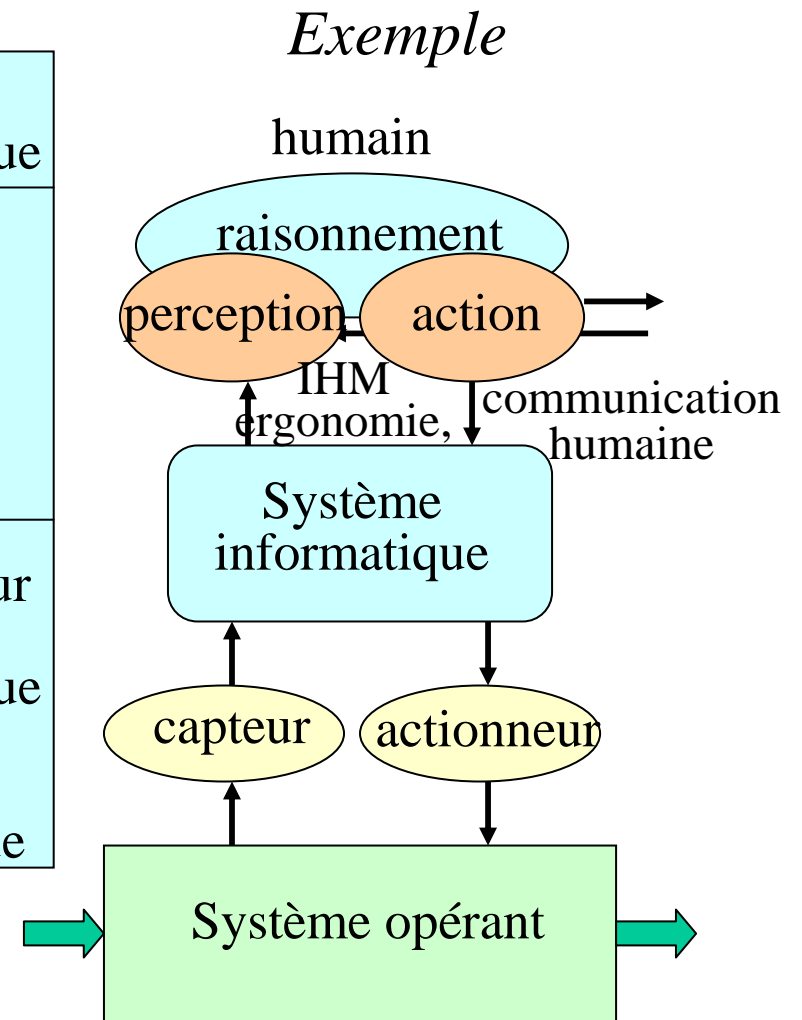 Exemple
humain
raisonnement
perception
action
IHM
ergonomie,
communication
humaine
Système
informatique
capteur
actionneur
Système opérant